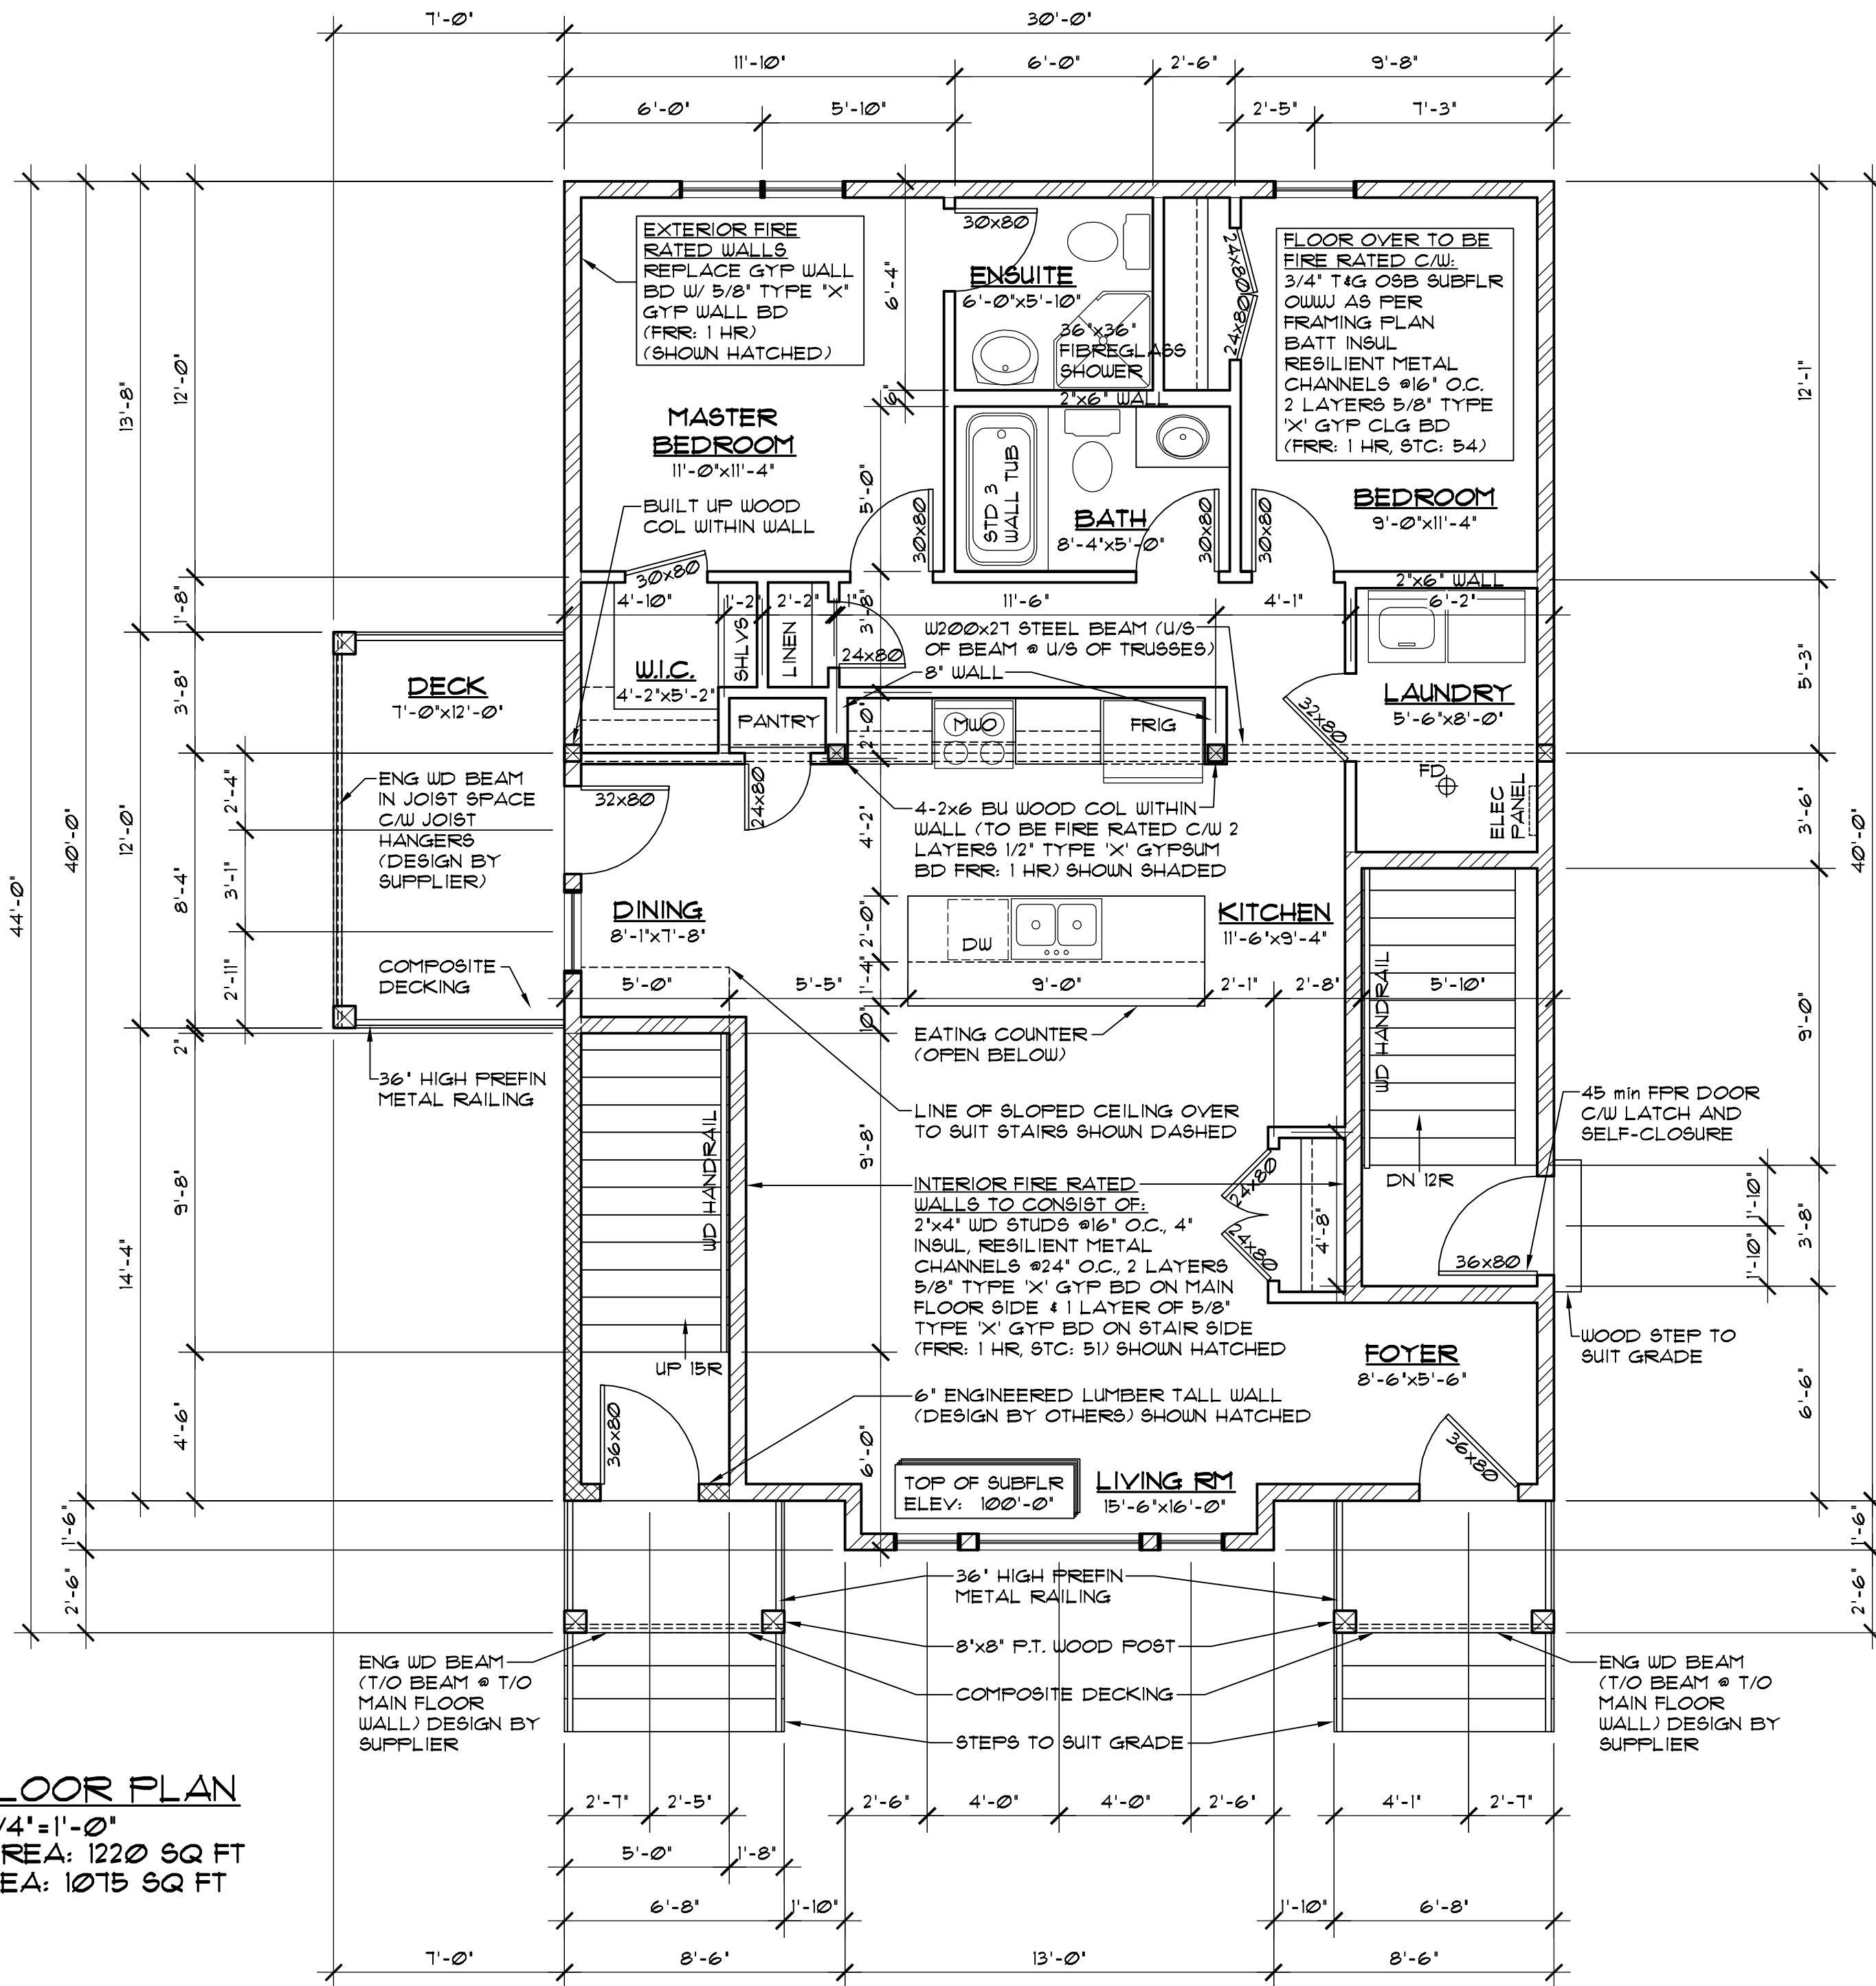 7'-0"
30'-0"
11'-10"
6'-0"
2'-6"
9'-8"
6'-0"
5'-10"
2'-5"
7'-3"
EXTERIOR FIRE
RATED WALLS
REPLACE GYP WALL
BD W/ 5/8" TYPE "X"
GYP WALL BD
(FRR: 1 HR)
(SHOWN HATCHED)
30x80
ENSUITE
6'-0"x5'-10"
36"x36"
FIBREGLASS
SHOWER
2"x6" WALL
24x80
24x80
FLOOR OVER TO BE
FIRE RATED C/W:
3/4" T&G OSB SUBFLR
OWWJ AS PER
FRAMING PLAN
BATT INSUL
RESILIENT METAL
CHANNELS @16" O.C.
2 LAYERS 5/8" TYPE
'X' GYP CLG BD
(FRR: 1 HR, STC: 54)
6'-4"
6"
5'-0"
MASTER
BEDROOM
11'-0"x11'-4"
BUILT UP WOOD
COL WITHIN WALL
STD 3
WALL TUB
BATH
8'-4"x5'-0"
BEDROOM
9'-0"x11'-4"
30x80
30x80
30x80
30x80
2"x6" WALL
4'-10"
1'-2"
2'-2"
1"
3'-8"
11'-6"
4'-1"
6'-2"
W200x27 STEEL BEAM (U/S
OF BEAM @ U/S OF TRUSSES)
8" WALL
24x80
SHLVS
LINEN
W.I.C.
4'-2"x5'-2"
PANTRY
2'-0"
MWO
FRIG
32x80
LAUNDRY
5'-6"x8'-0"
FD
ELEC
PANEL
DECK
7'-0"x12'-0"
ENG WD BEAM
IN JOIST SPACE
C/W JOIST
HANGERS
(DESIGN BY
SUPPLIER)
COMPOSITE
DECKING
36" HIGH PREFIN
METAL RAILING
32x80
24x80
4'-2"
4-2x6 BU WOOD COL WITHIN
WALL (TO BE FIRE RATED C/W 2
LAYERS 1/2" TYPE 'X' GYPSUM
BD FRR: 1 HR) SHOWN SHADED
DINING
8'-1"x7'-8"
2'-0"
1'-4"
10"
DW
KITCHEN
11'-6"x9'-4"
5'-0"
5'-5"
9'-0"
2'-1"
2'-8"
5'-10"
EATING COUNTER
(OPEN BELOW)
WD HANDRAIL
WD HANDRAIL
LINE OF SLOPED CEILING OVER
TO SUIT STAIRS SHOWN DASHED
9'-8"
45 min FPR DOOR
C/W LATCH AND
SELF-CLOSURE
INTERIOR FIRE RATED
WALLS TO CONSIST OF:
2"x4" WD STUDS @16" O.C., 4"
INSUL, RESILIENT METAL
CHANNELS @24" O.C., 2 LAYERS
5/8" TYPE 'X' GYP BD ON MAIN
FLOOR SIDE & 1 LAYER OF 5/8"
TYPE 'X' GYP BD ON STAIR SIDE
(FRR: 1 HR, STC: 51) SHOWN HATCHED
24x80
24x80
4'-8"
DN 12R
36x80
WOOD STEP TO
SUIT GRADE
UP 15R
36x80
6" ENGINEERED LUMBER TALL WALL
(DESIGN BY OTHERS) SHOWN HATCHED
FOYER
8'-6"x5'-6"
36x80
6'-0"
TOP OF SUBFLR
ELEV: 100'-0"
LIVING RM
15'-6"x16'-0"
44'-0"
40'-0"
1'-6"
2'-6"
13'-8"
12'-0"
14'-4"
12'-0"
1'-8"
3'-8"
8'-4"
2"
9'-8"
4'-6"
2'-4"
3'-1"
2'-11"
12'-1"
5'-3"
3'-6"
9'-0"
3'-8"
6'-6"
1'-10"
1'-10"
40'-0"
1'-6"
2'-6"
36" HIGH PREFIN
METAL RAILING
8"x8" P.T. WOOD POST
COMPOSITE DECKING
STEPS TO SUIT GRADE
ENG WD BEAM
(T/O BEAM @ T/O
MAIN FLOOR
WALL) DESIGN BY
SUPPLIER
ENG WD BEAM
(T/O BEAM @ T/O
MAIN FLOOR
WALL) DESIGN BY
SUPPLIER
LOOR PLAN
/4"=1'-0"
REA: 1220 SQ FT
EA: 1075 SQ FT
2'-7"
2'-5"
2'-6"
4'-0"
4'-0"
2'-6"
4'-1"
2'-7"
5'-0"
1'-8"
6'-8"
1'-10"
1'-10"
6'-8"
7'-0"
8'-6"
13'-0"
8'-6"